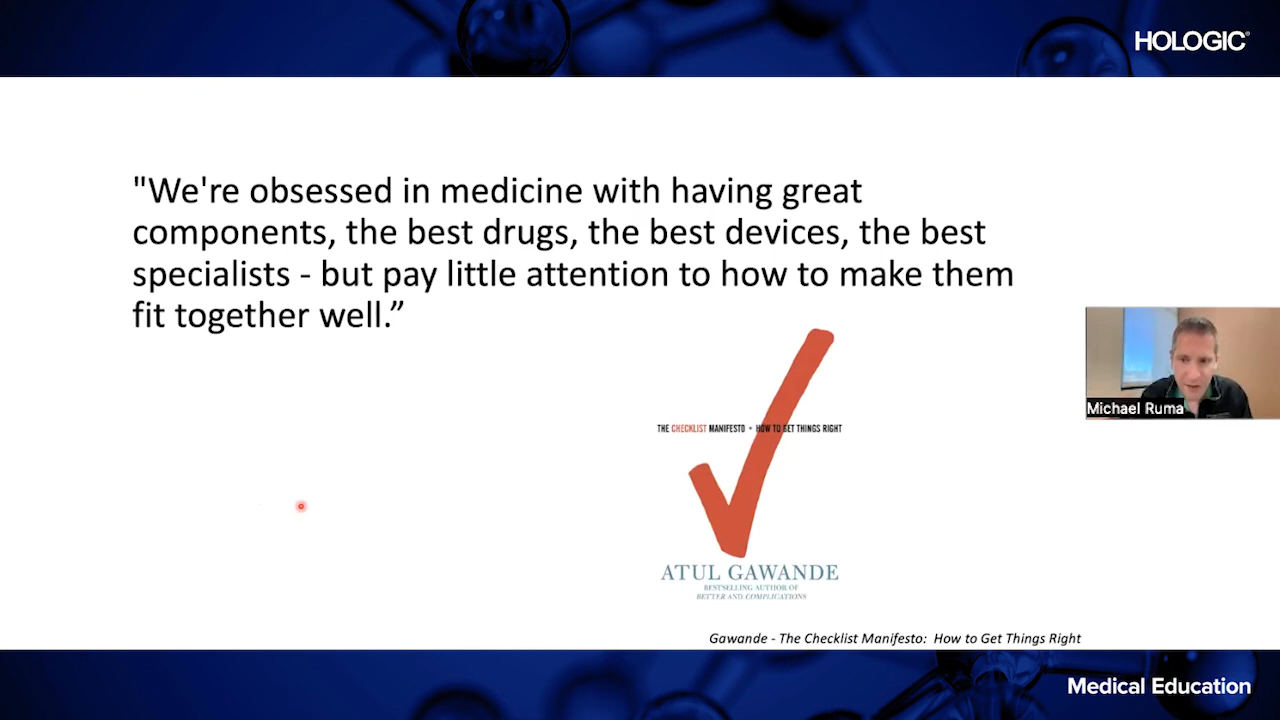 HOLOGIC®
"We're obsessed in medicine with having great
components, the best drugs, the best devices, the best
specialists - but pay little attention to how to make them
fit together well.”
Michael Ruma
THE CHECKLIST MANIFESTO • HOW TO GET THINGS RIGHT
ATUL GAWANDE
BESTSELLING AUTHOR OF
BETTER AND COMPLICATIONS
Gawande - The Checklist Manifesto: How to Get Things Right
Medical Education